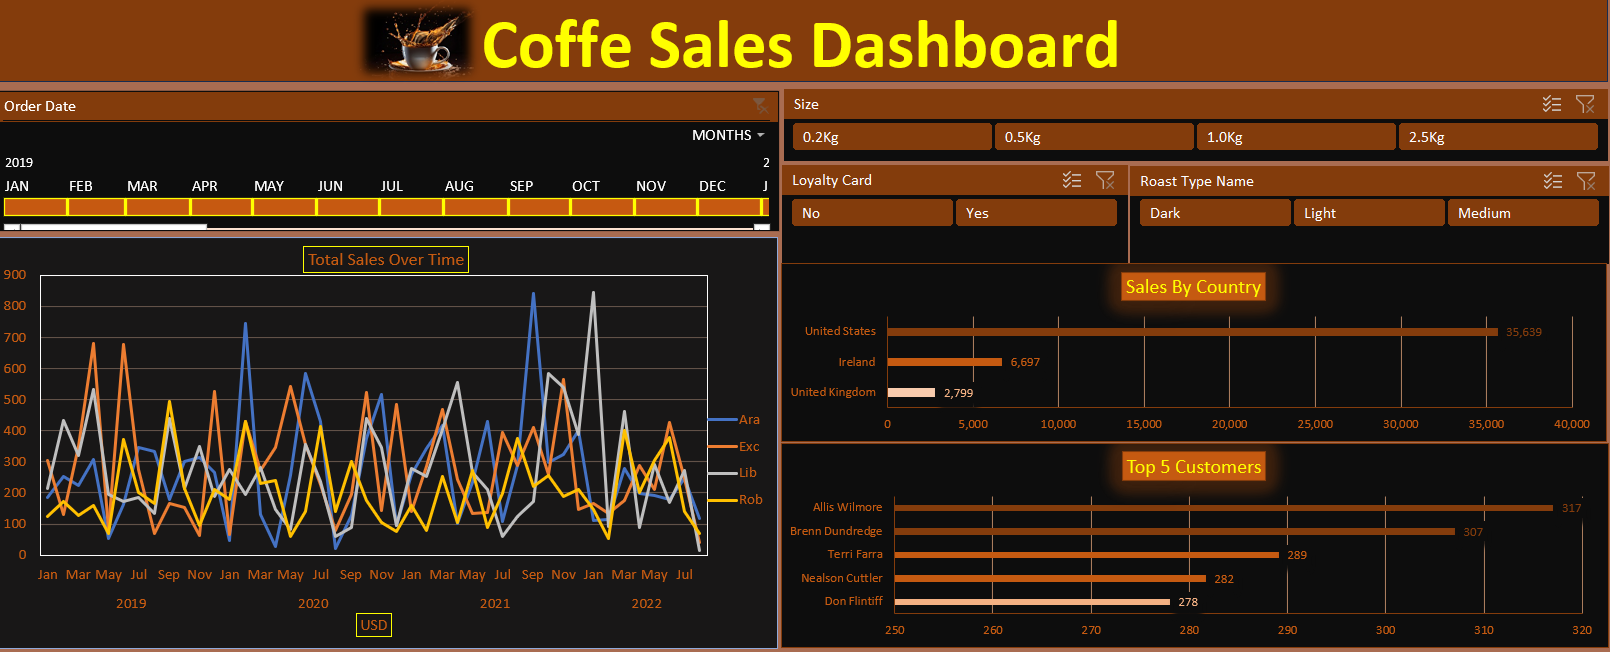 Coffe Sales Dashboard
Order Date
MONTHS
2019 2
JAN FEB MAR APR MAY JUN JUL AUG SEP OCT NOV DEC J
Size
0.2Kg 0.5Kg 1.0Kg 2.5Kg
Loyalty Card
No Yes
Roast Type Name
Dark Light Medium
Total Sales Over Time
900
800
700
600
500
400
300
200
100
0
Jan Mar May Jul Sep Nov Jan Mar May Jul Sep Nov Jan Mar May Jul Sep Nov Jan Mar May Jul
2019 2020 2021 2022
USD
Ara
Exc
Lib
Rob
Sales By Country
United States 35,639
Ireland 6,697
United Kingdom 2,799
0 5,000 10,000 15,000 20,000 25,000 30,000 35,000 40,000
Top 5 Customers
Allis Wilmore 317
Brenn Dundredge 307
Terri Farra 289
Nealson Cuttler 282
Don Flintiff 278
250 260 270 280 290 300 310 320